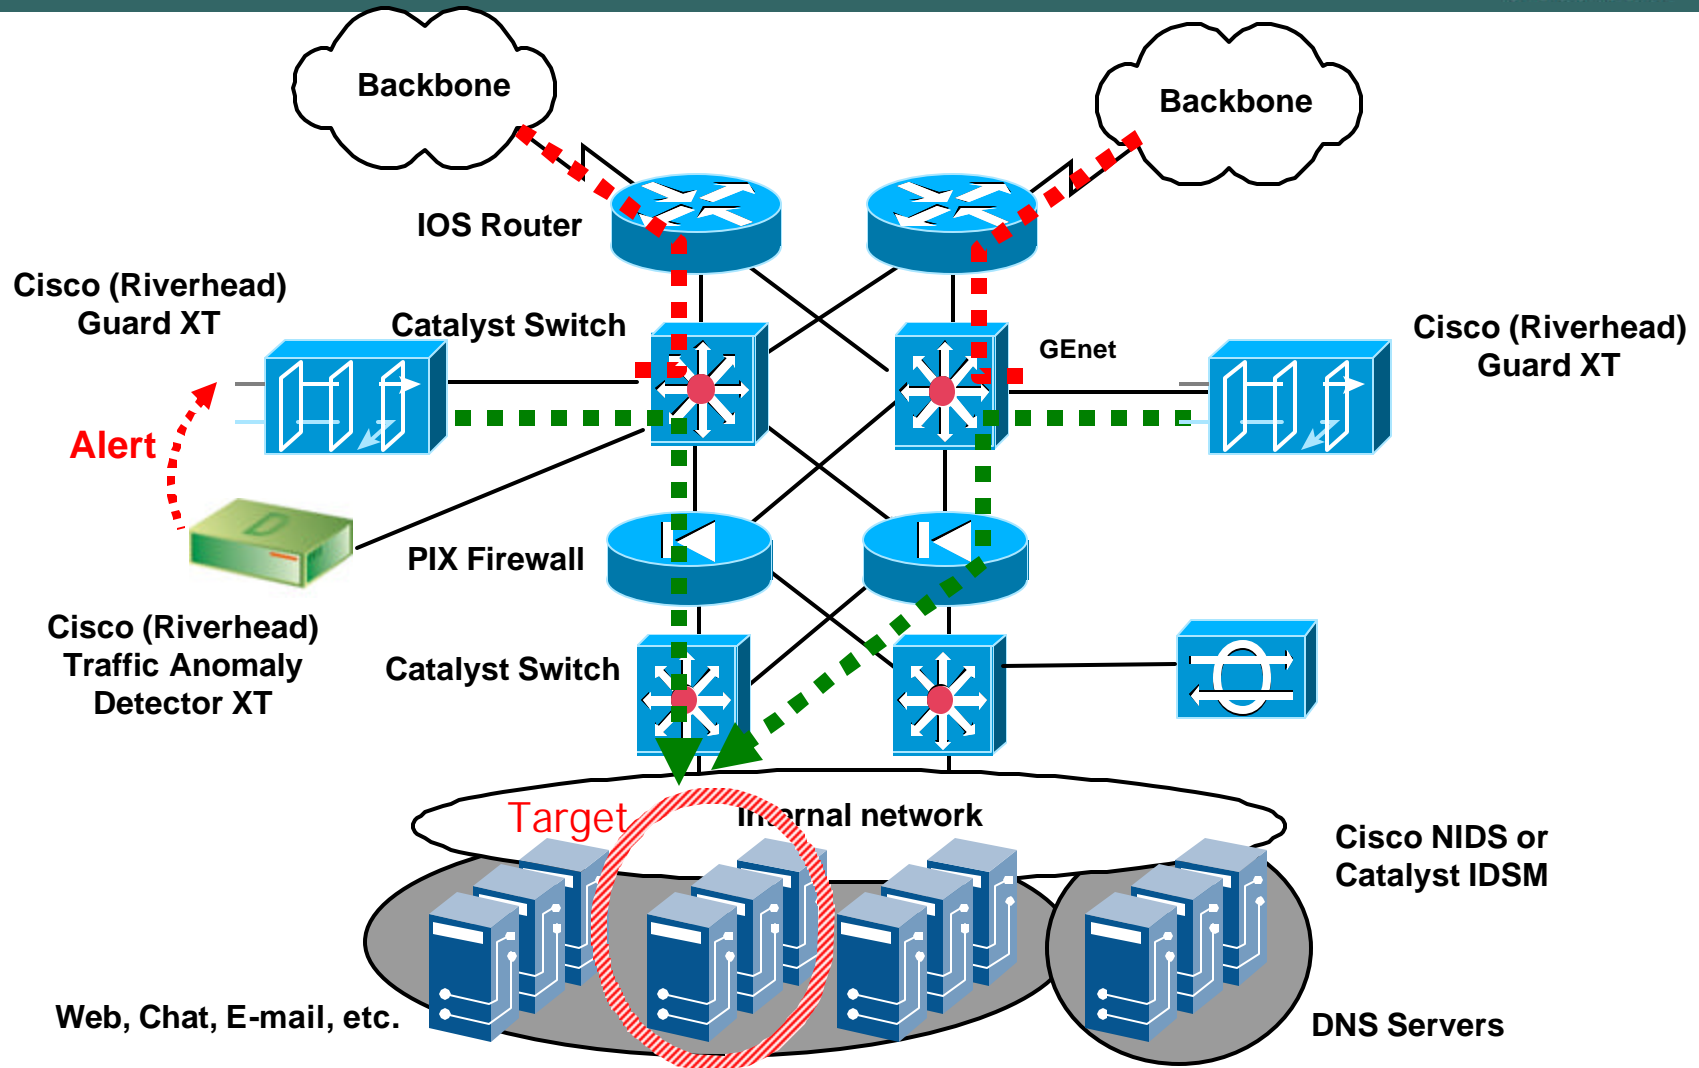 Backbone
Backbone
IOS Router
Cisco (Riverhead)
Guard XT
Catalyst Switch
GEnet
Cisco (Riverhead)
Guard XT
Alert
D
PIX Firewall
Cisco (Riverhead)
Traffic Anomaly
Detector XT
Catalyst Switch
Target
Internal network
Cisco NIDS or
Catalyst IDSM
Web, Chat, E-mail, etc.
DNS Servers